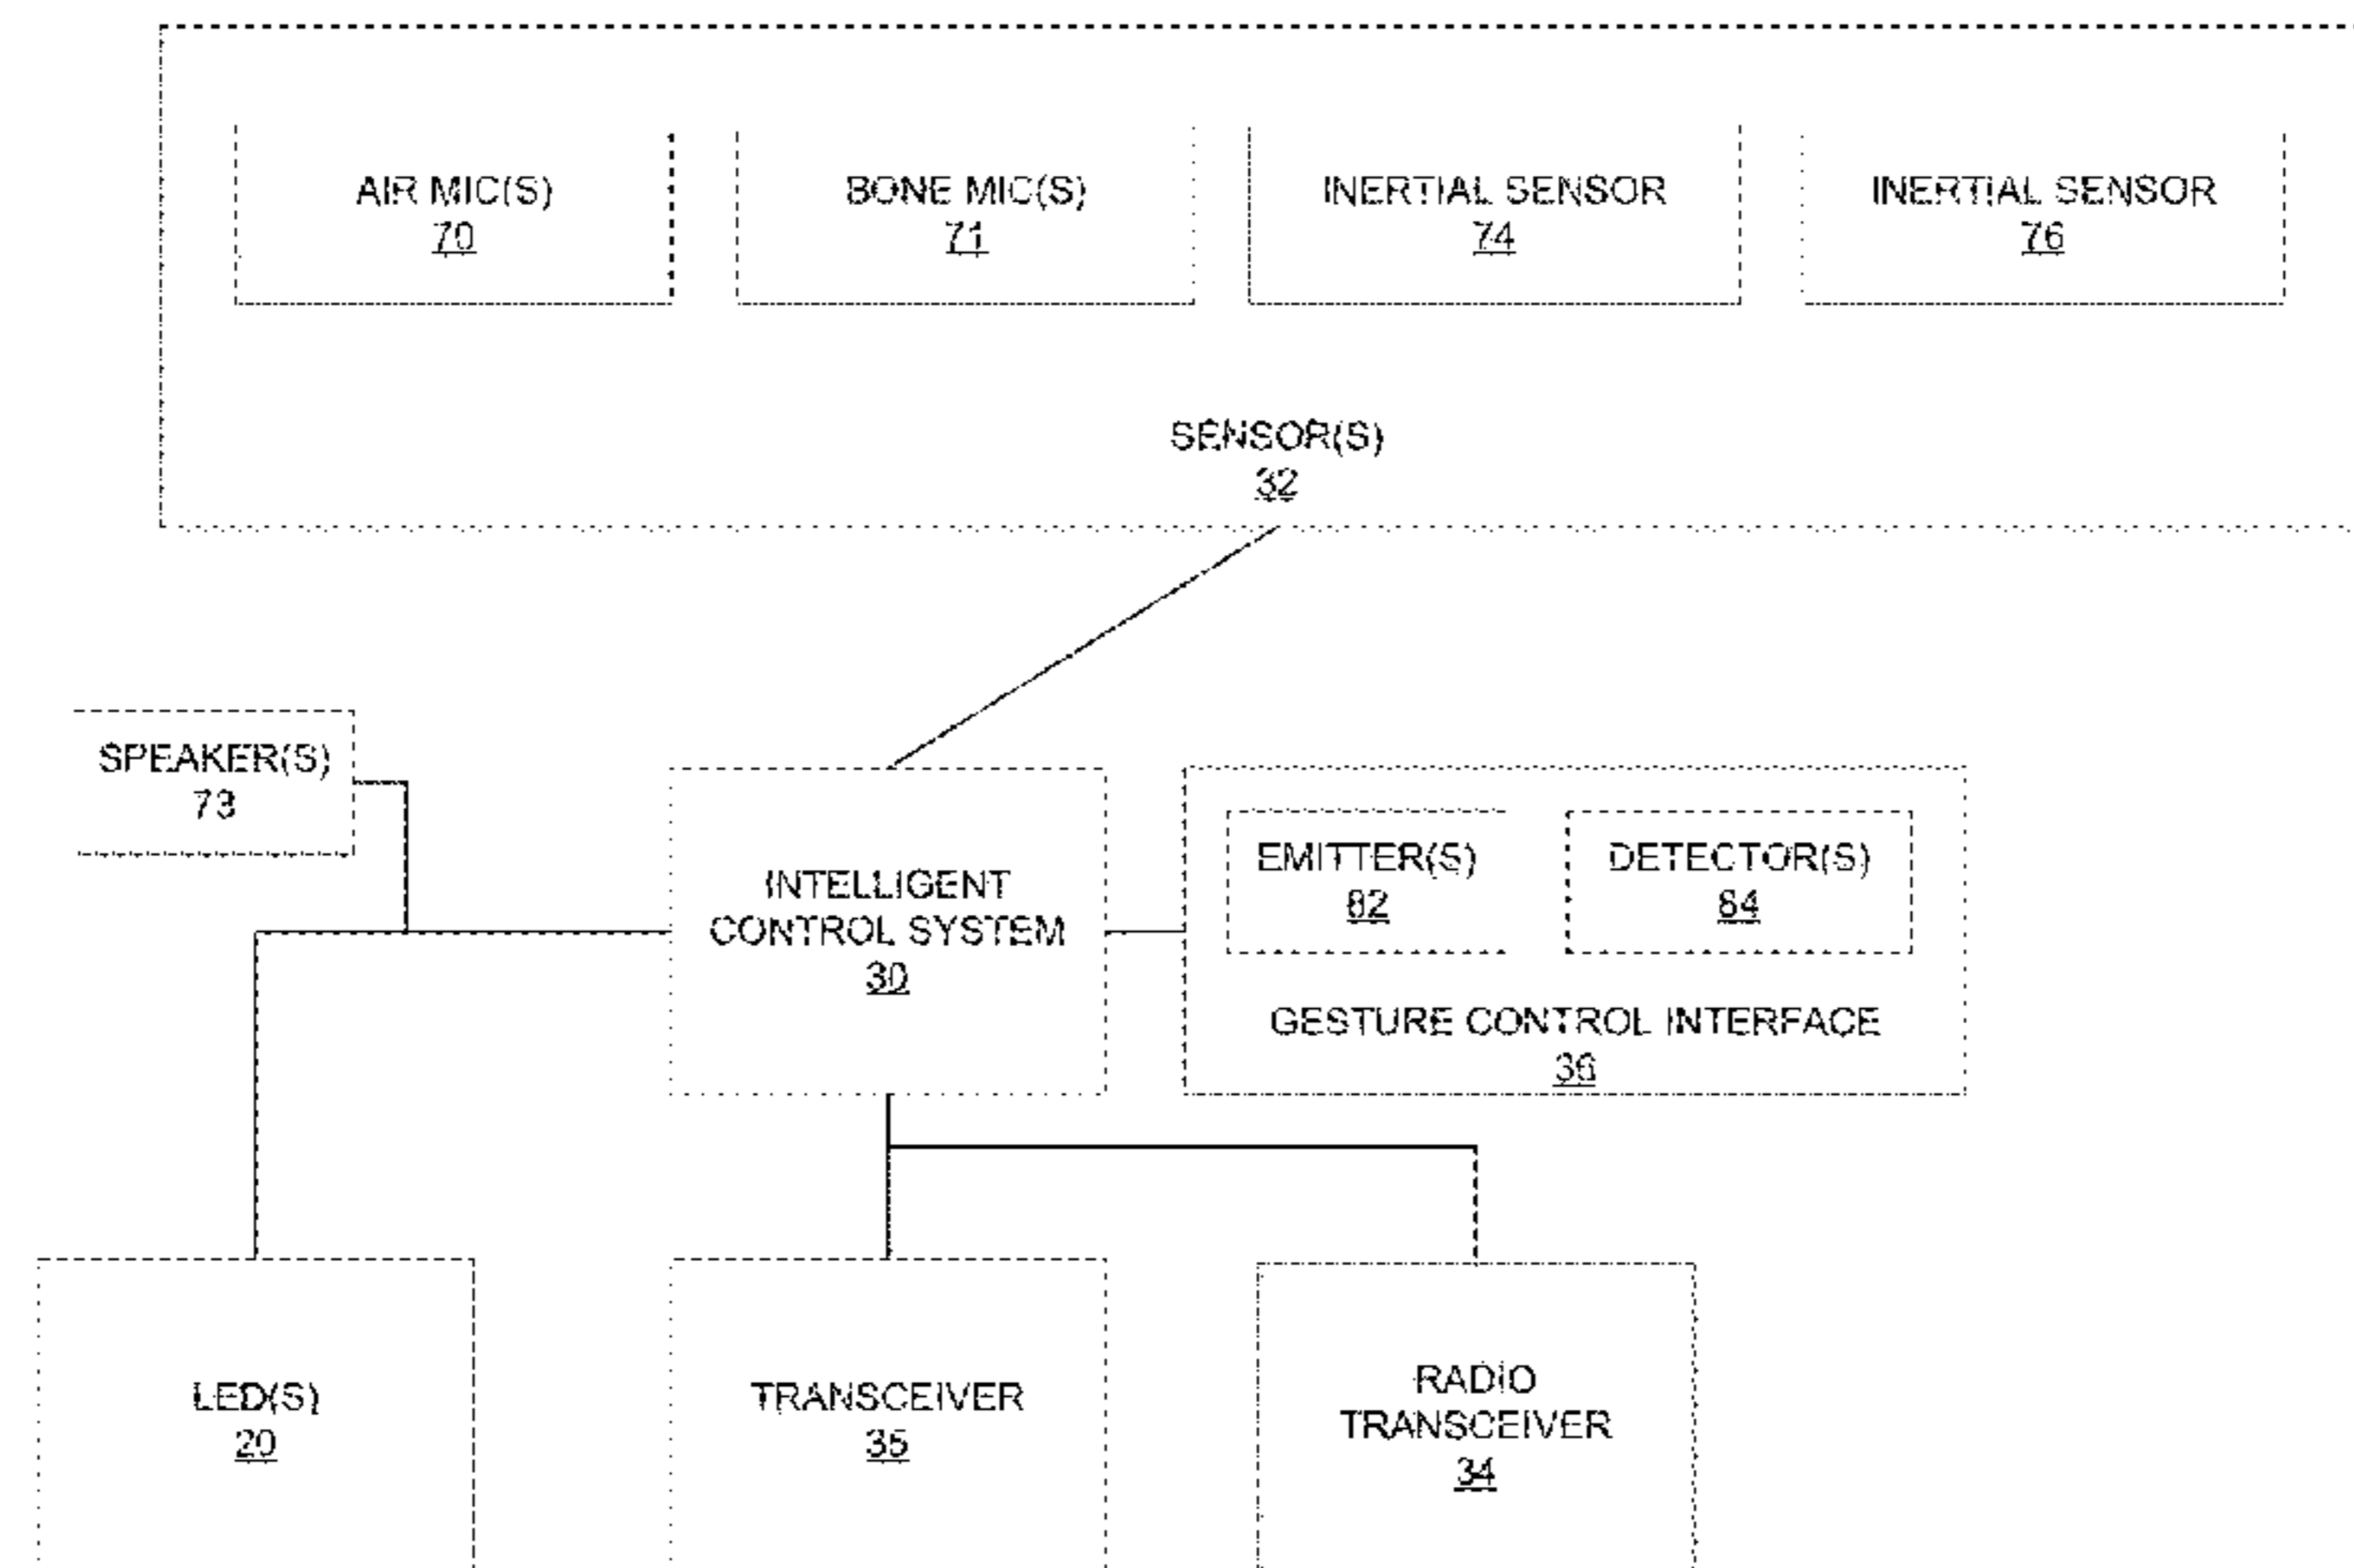 AIR MIC(S)
70
BONE MIC(S)
71
INERTIAL SENSOR
74
INERTIAL SENSOR
76
SENSOR(S)
32
SPEAKER(S)
73
INTELLIGENT
CONTROL SYSTEM
30
EMITTER(S)
82
DETECTOR(S)
84
GESTURE CONTROL INTERFACE
36
LED(S)
20
TRANSCEIVER
35
RADIO
TRANSCEIVER
34